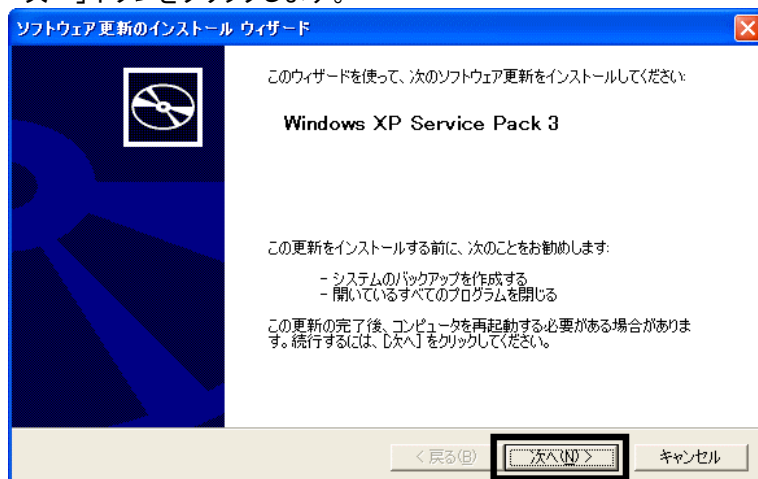 ソフトウェア更新のインストール ウィザード
このウィザードを使って、次のソフトウェア更新をインストールしてください:
Windows XP Service Pack 3
この更新をインストールする前に、次のことをお勧めします:
- システムのバックアップを作成する
- 開いているすべてのプログラムを閉じる
この更新の完了後、コンピュータを再起動する必要がある場合がありま
す。続行するには、[次へ] をクリックしてください。
< 戻る(B) 次へ(N) > キャンセル